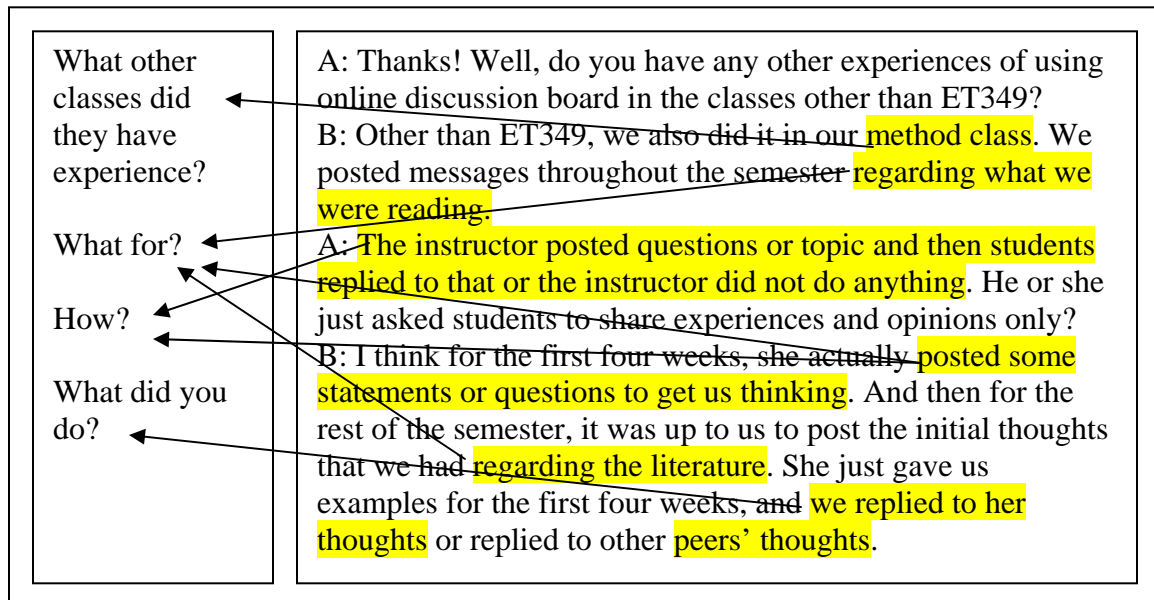 What other
classes did
they have
experience?
What for?
How?
What did you
do?
A: Thanks! Well, do you have any other experiences of using
online discussion board in the classes other than ET349?
B: Other than ET349, we also did it in our method class. We
posted messages throughout the semester regarding what we
were reading.
A: The instructor posted questions or topic and then students
replied to that or the instructor did not do anything. He or she
just asked students to share experiences and opinions only?
B: I think for the first four weeks, she actually posted some
statements or questions to get us thinking. And then for the
rest of the semester, it was up to us to post the initial thoughts
that we had regarding the literature. She just gave us
examples for the first four weeks, and we replied to her
thoughts or replied to other peers’ thoughts.